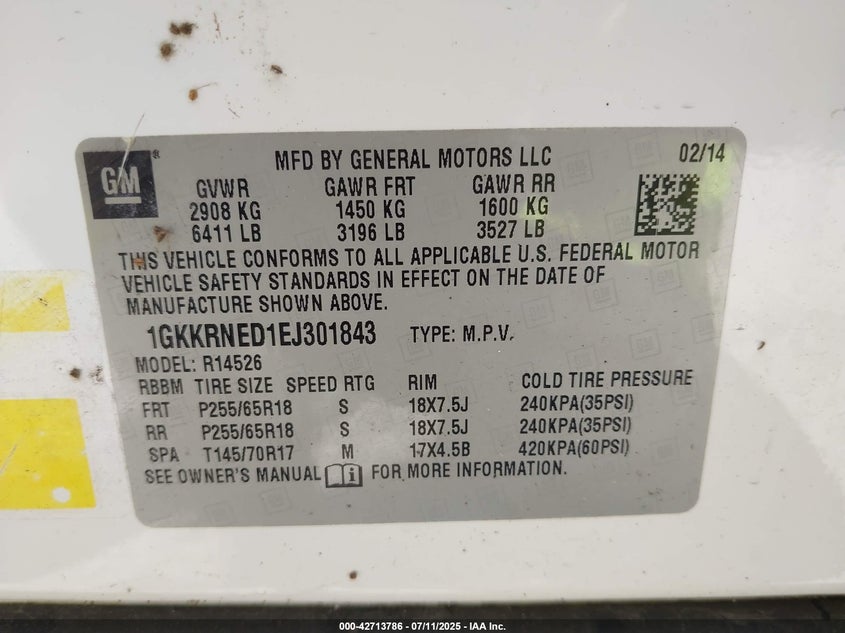 GM ®
MFD BY GENERAL MOTORS LLC 02/14
GVWR GAWR FRT GAWR RR
2908 KG 1450 KG 1600 KG
6411 LB 3196 LB 3527 LB
THIS VEHICLE CONFORMS TO ALL APPLICABLE U.S. FEDERAL MOTOR
VEHICLE SAFETY STANDARDS IN EFFECT ON THE DATE OF
MANUFACTURE SHOWN ABOVE.
1GKKRNED1EJ301843 TYPE: M.P.V.
MODEL: R14526
RBBM TIRE SIZE SPEED RTG RIM COLD TIRE PRESSURE
FRT P255/65R18 S 18X7.5J 240KPA(35PSI)
RR P255/65R18 S 18X7.5J 240KPA(35PSI)
SPA T145/70R17 M 17X4.5B 420KPA(60PSI)
SEE OWNER'S MANUAL FOR MORE INFORMATION.
000-42713786 - 07/11/2025 - IAA Inc.